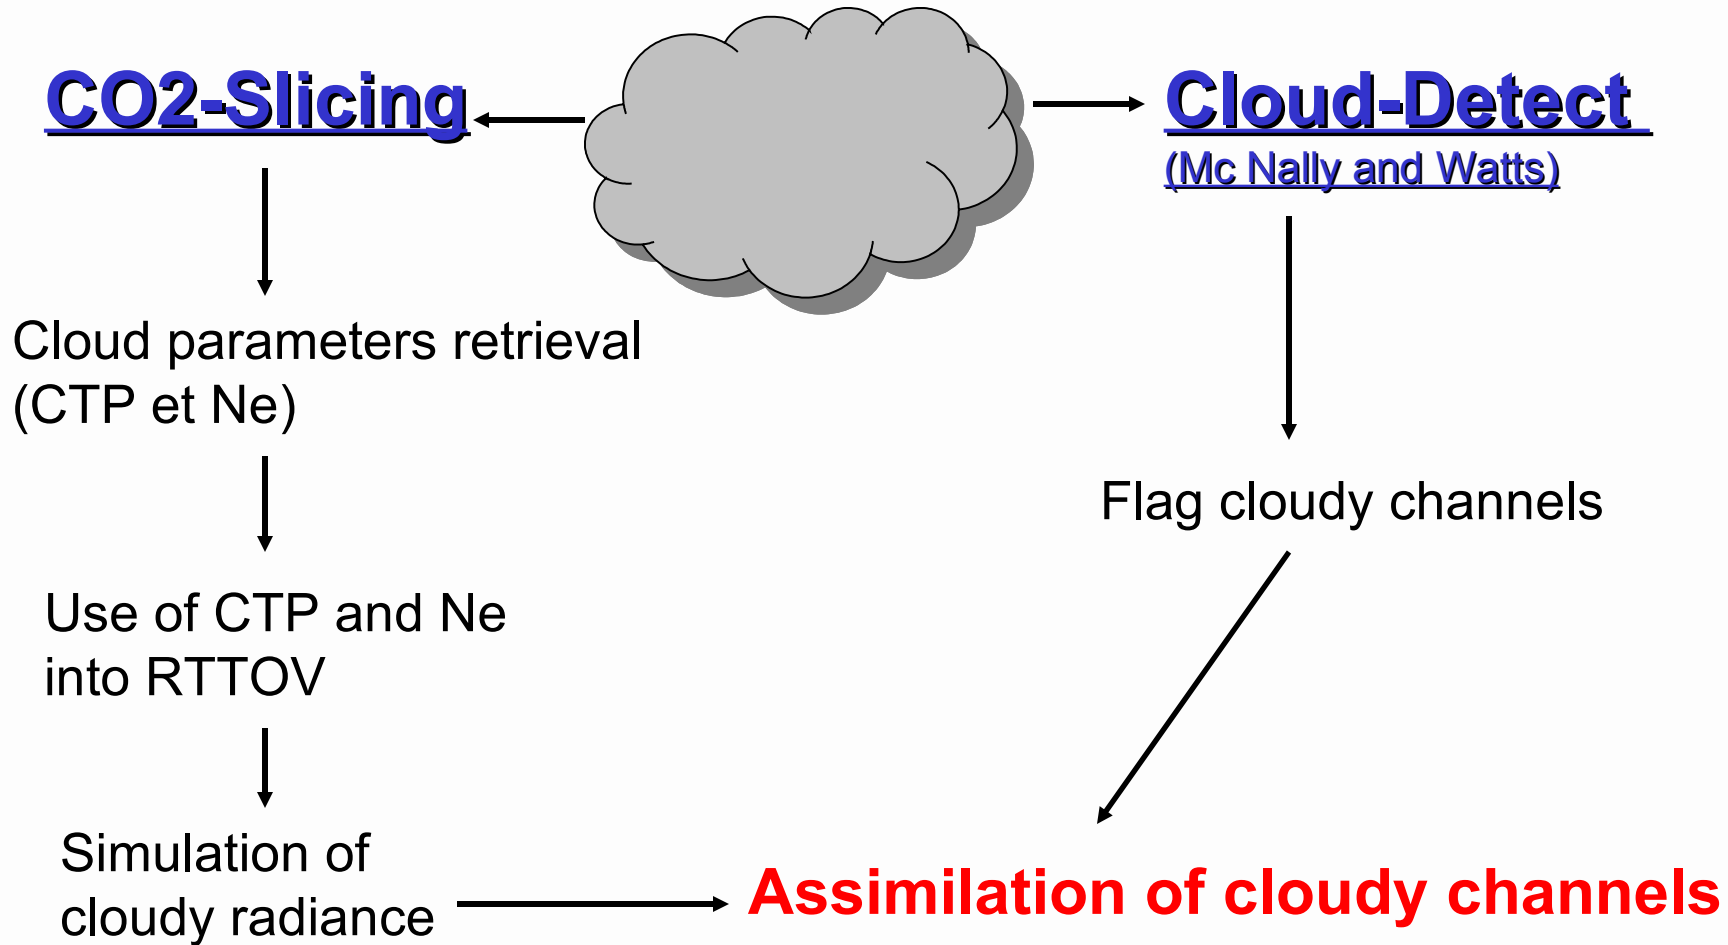 CO2-Slicing
Cloud parameters retrieval
(CTP et Ne)
Use of CTP and Ne
into RTTOV
Simulation of
cloudy radiance
Cloud-Detect
(Mc Nally and Watts)
Flag cloudy channels
Assimilation of cloudy channels